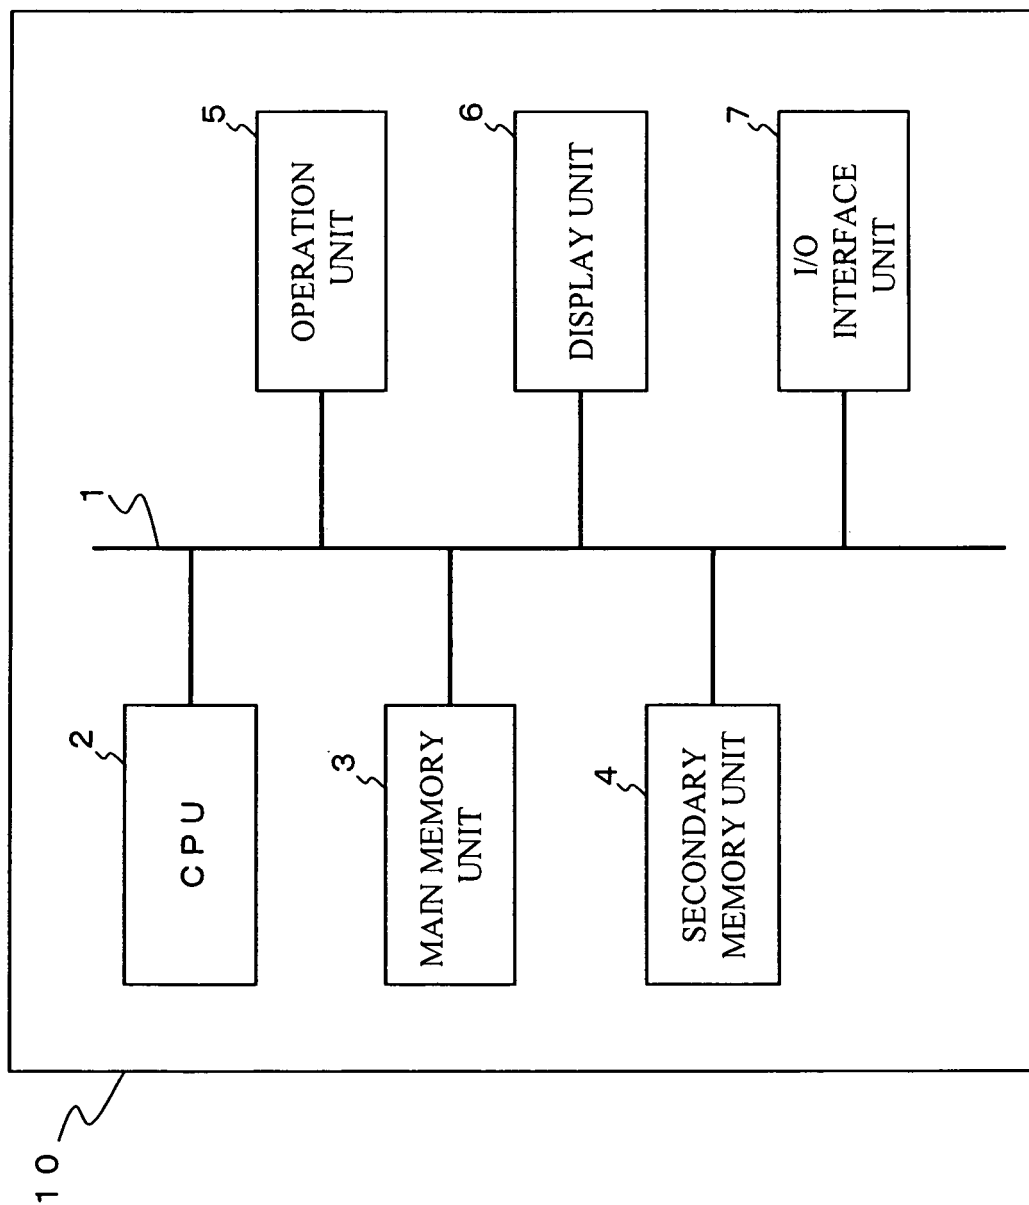 10
2
CPU
3
MAIN MEMORY
UNIT
4
SECONDARY
MEMORY UNIT
1
5
OPERATION
UNIT
6
DISPLAY UNIT
7
I/O
INTERFACE
UNIT